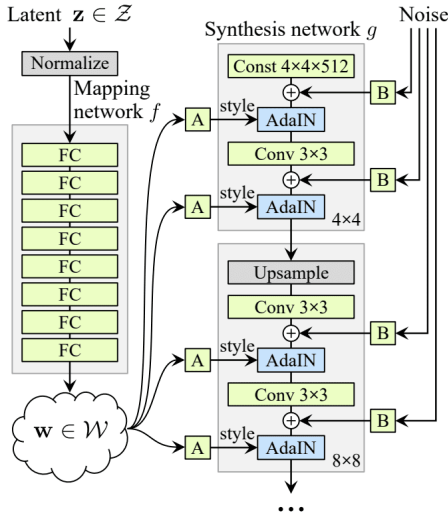 Latent z ∈ Z
Normalize
Mapping
network f
FC
FC
FC
FC
FC
FC
FC
FC
w ∈ W
Synthesis network g
Noise
Const 4×4×512
B
A
style
AdaIN
Conv 3×3
B
A
style
AdaIN
4×4
Upsample
Conv 3×3
B
A
style
AdaIN
Conv 3×3
B
A
style
AdaIN
8×8
...